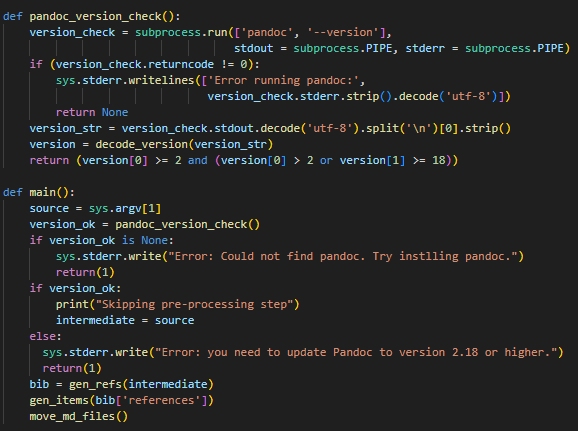 def pandoc_version_check():
    version_check = subprocess.run(['pandoc', '--version'],
                                   stdout = subprocess.PIPE, stderr = subprocess.PIPE)
    if (version_check.returncode != 0):
        sys.stderr.writelines(['Error running pandoc:',
                               version_check.stderr.strip().decode('utf-8')])
        return None
    version_str = version_check.stdout.decode('utf-8').split('\n')[0].strip()
    version = decode_version(version_str)
    return (version[0] >= 2 and (version[0] > 2 or version[1] >= 18))

def main():
    source = sys.argv[1]
    version_ok = pandoc_version_check()
    if version_ok is None:
        sys.stderr.write("Error: Could not find pandoc. Try instlling pandoc.")
        return(1)
    if version_ok:
        print("Skipping pre-processing step")
        intermediate = source
    else:
      sys.stderr.write("Error: you need to update Pandoc to version 2.18 or higher.")
      return(1)
    bib = gen_refs(intermediate)
    gen_items(bib['references'])
    move_md_files()